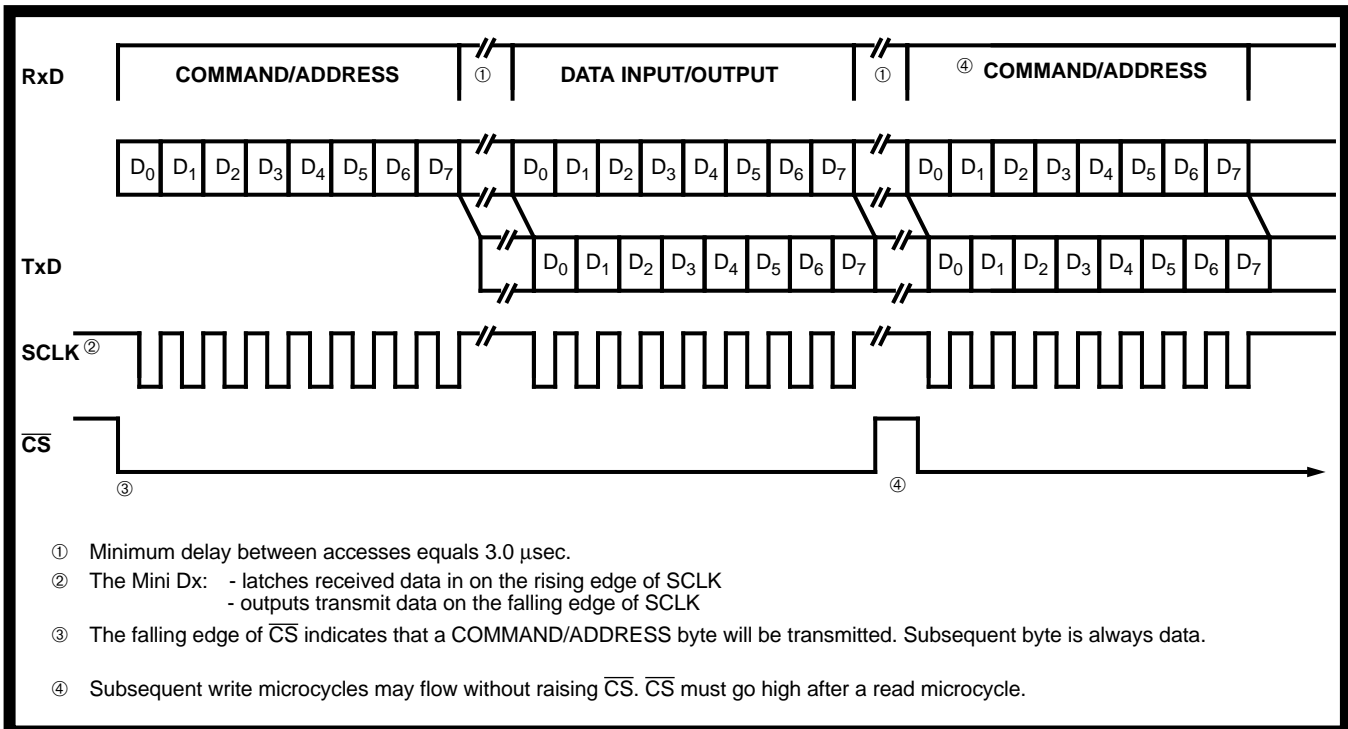 RxD COMMAND/ADDRESS ① DATA INPUT/OUTPUT ① ④ COMMAND/ADDRESS
D₀ D₁ D₂ D₃ D₄ D₅ D₆ D₇ D₀ D₁ D₂ D₃ D₄ D₅ D₆ D₇ D₀ D₁ D₂ D₃ D₄ D₅ D₆ D₇
TxD D₀ D₁ D₂ D₃ D₄ D₅ D₆ D₇ D₀ D₁ D₂ D₃ D₄ D₅ D₆ D₇
SCLK ②
C̅S̅
③ ④
① Minimum delay between accesses equals 3.0 µsec.
② The Mini Dx: - latches received data in on the rising edge of SCLK
- outputs transmit data on the falling edge of SCLK
③ The falling edge of C̅S̅ indicates that a COMMAND/ADDRESS byte will be transmitted. Subsequent byte is always data.
④ Subsequent write microcycles may flow without raising C̅S̅. C̅S̅ must go high after a read microcycle.